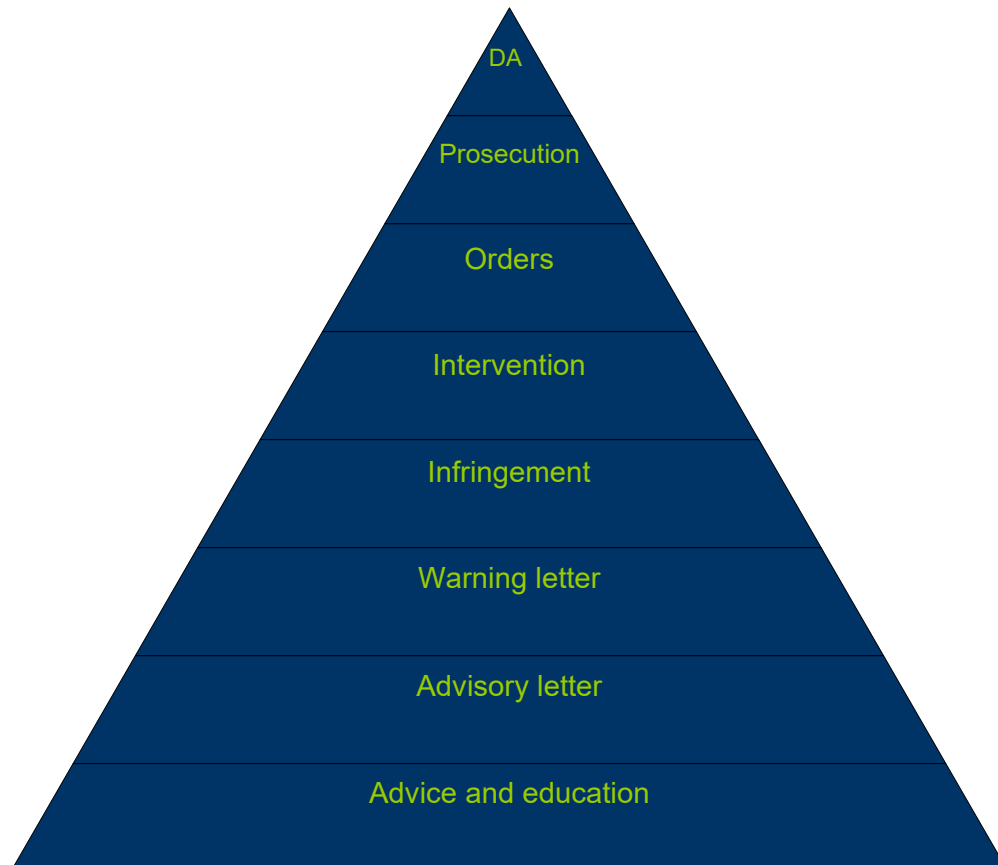 DA
Prosecution
Orders
Intervention
Infringement
Warning letter
Advisory letter
Advice and education